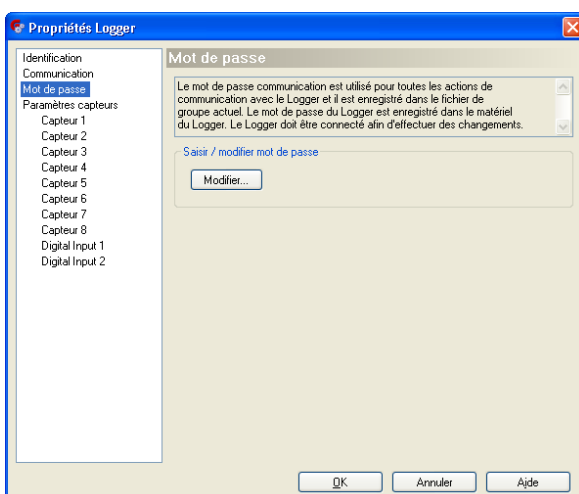 Propriétés Logger
Identification
Communication
Mot de passe
Paramètres capteurs
Capteur 1
Capteur 2
Capteur 3
Capteur 4
Capteur 5
Capteur 6
Capteur 7
Capteur 8
Digital Input 1
Digital Input 2
Mot de passe
Le mot de passe communication est utilisé pour toutes les actions de
communication avec le Logger et il est enregistré dans le fichier de
groupe actuel. Le mot de passe du Logger est enregistré dans le matériel
du Logger. Le Logger doit être connecté afin d'effectuer des changements.
Saisir / modifier mot de passe
Modifier...
OK
Annuler
Aide